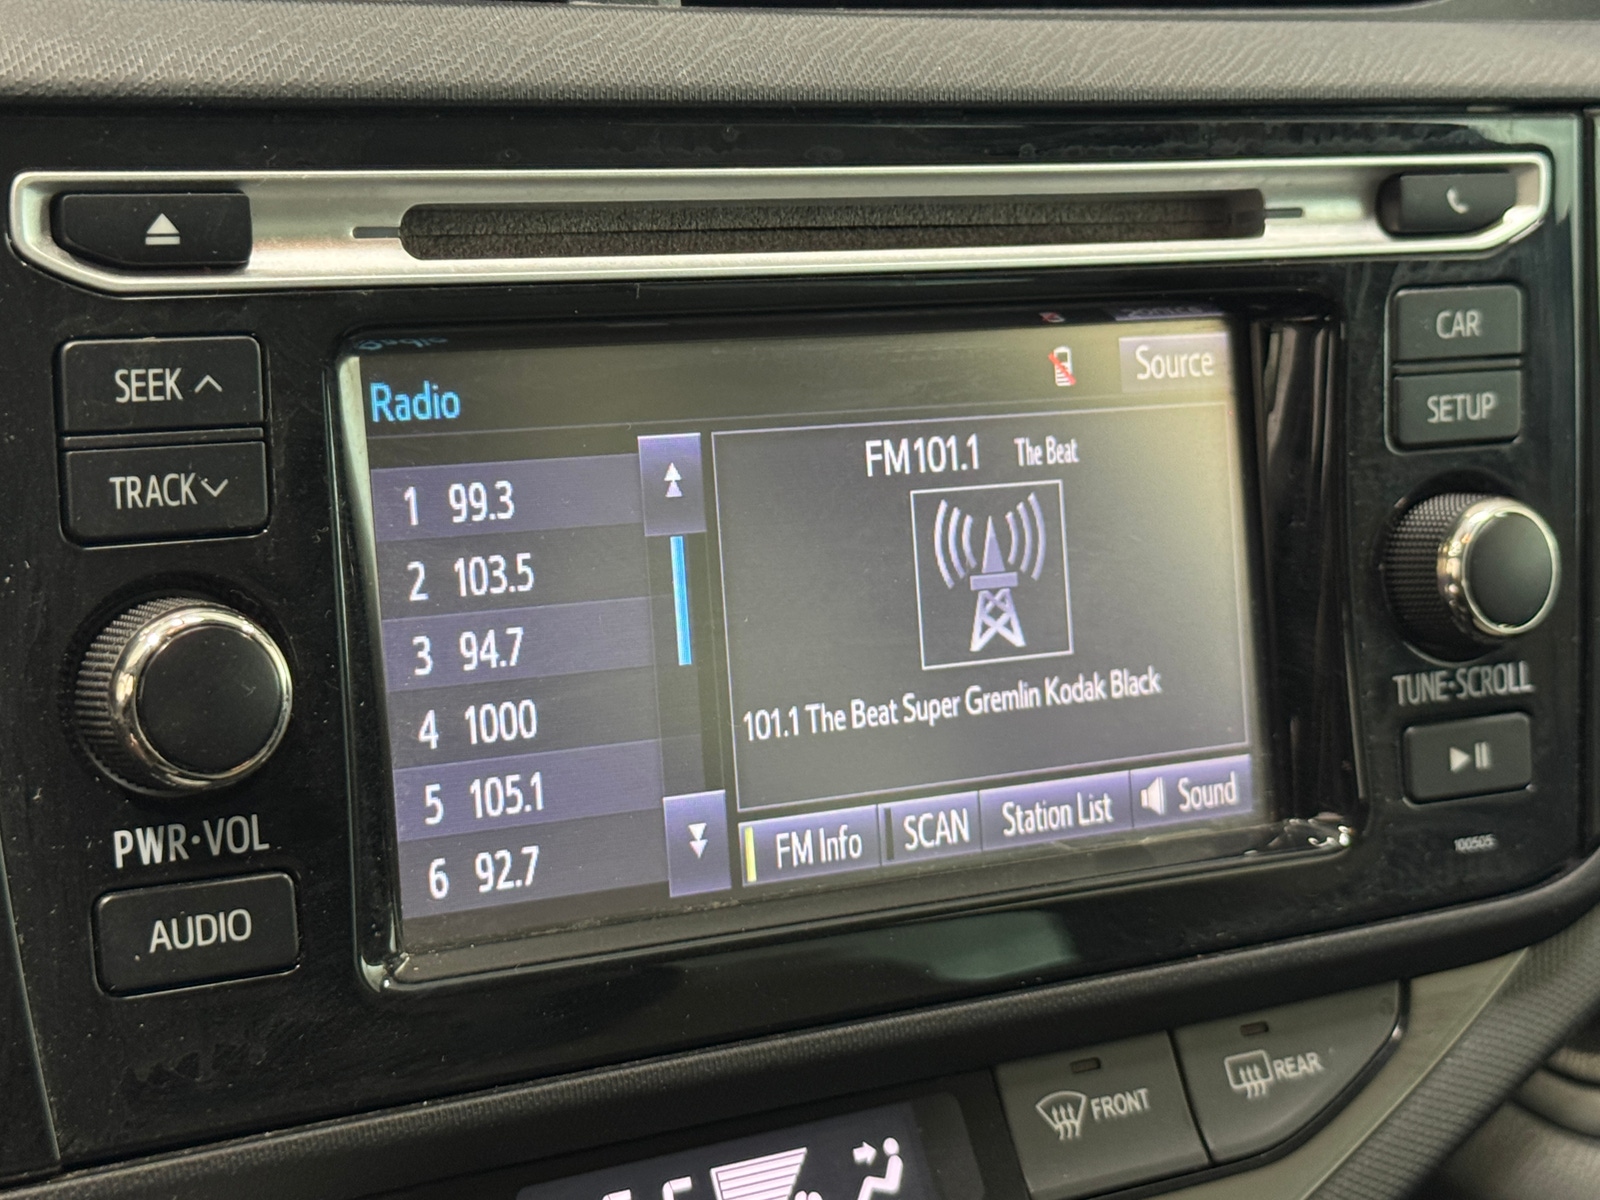 SEEK
TRACK
PWR·VOL
AUDIO
Radio
Source
1 99.3
2 103.5
3 94.7
4 1000
5 105.1
6 92.7
FM101.1 The Beat
101.1 The Beat Super Gremlin Kodak Black
FM Info
SCAN
Station List
Sound
CAR
SETUP
TUNE·SCROLL
100505
FRONT
REAR